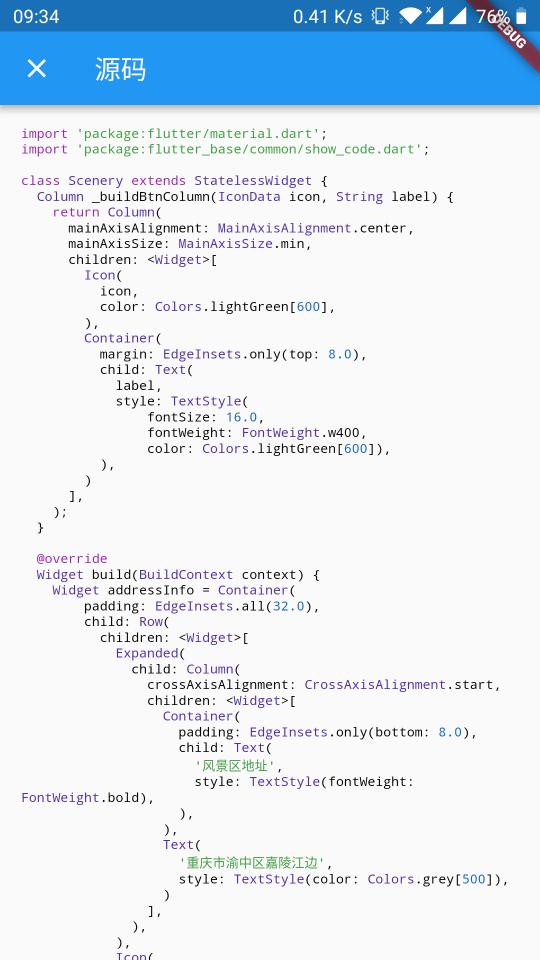 09:34 0.41 K/s x 76%
DEBUG
源码
import 'package:flutter/material.dart';
import 'package:flutter_base/common/show_code.dart';
class Scenery extends StatelessWidget {
  Column _buildBtnColumn(IconData icon, String label) {
    return Column(
      mainAxisAlignment: MainAxisAlignment.center,
      mainAxisSize: MainAxisSize.min,
      children: <Widget>[
        Icon(
          icon,
          color: Colors.lightGreen[600],
        ),
        Container(
          margin: EdgeInsets.only(top: 8.0),
          child: Text(
            label,
            style: TextStyle(
                fontSize: 16.0,
                fontWeight: FontWeight.w400,
                color: Colors.lightGreen[600]),
          ),
        )
      ],
    );
  }
  @override
  Widget build(BuildContext context) {
    Widget addressInfo = Container(
        padding: EdgeInsets.all(32.0),
        child: Row(
          children: <Widget>[
            Expanded(
              child: Column(
                crossAxisAlignment: CrossAxisAlignment.start,
                children: <Widget>[
                  Container(
                    padding: EdgeInsets.only(bottom: 8.0),
                    child: Text(
                      '风景区地址',
                      style: TextStyle(fontWeight:
FontWeight.bold),
                    ),
                  ),
                  Text(
                    '重庆市渝中区嘉陵江边',
                    style: TextStyle(color: Colors.grey[500]),
                  )
                ],
              ),
            ),
            Icon(